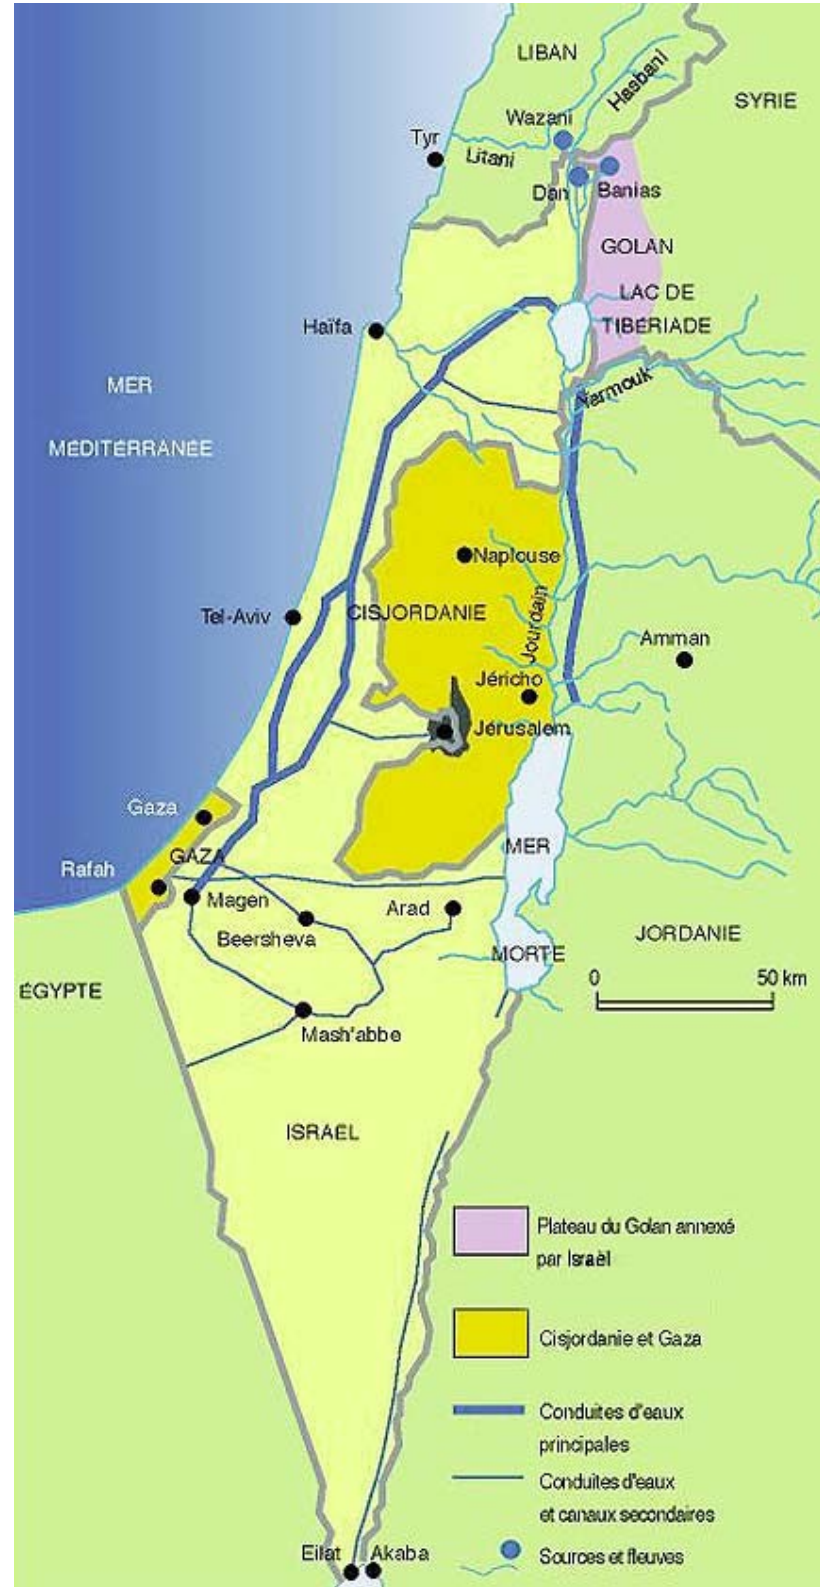 LIBAN
Hasbani
SYRIE
Wazani
Tyr
Litani
Dan
Banias
GOLAN
LAC DE
TIBERIADE
Haïfa
Yarmouk
MER
MÉDITERRANÉE
Naplouse
CISJORDANIE
Jourdain
Tel-Aviv
Amman
Jéricho
Jérusalem
Gaza
GAZA
MER
Rafah
Magen
Arad
Beersheva
MORTE
JORDANIE
ÉGYPTE
0 50 km
Mash'abbe
ISRAËL
Plateau du Golan annexé
par Israël
Cisjordanie et Gaza
Conduites d'eaux
principales
Conduites d'eaux
et canaux secondaires
Eilat
Akaba
Sources et fleuves